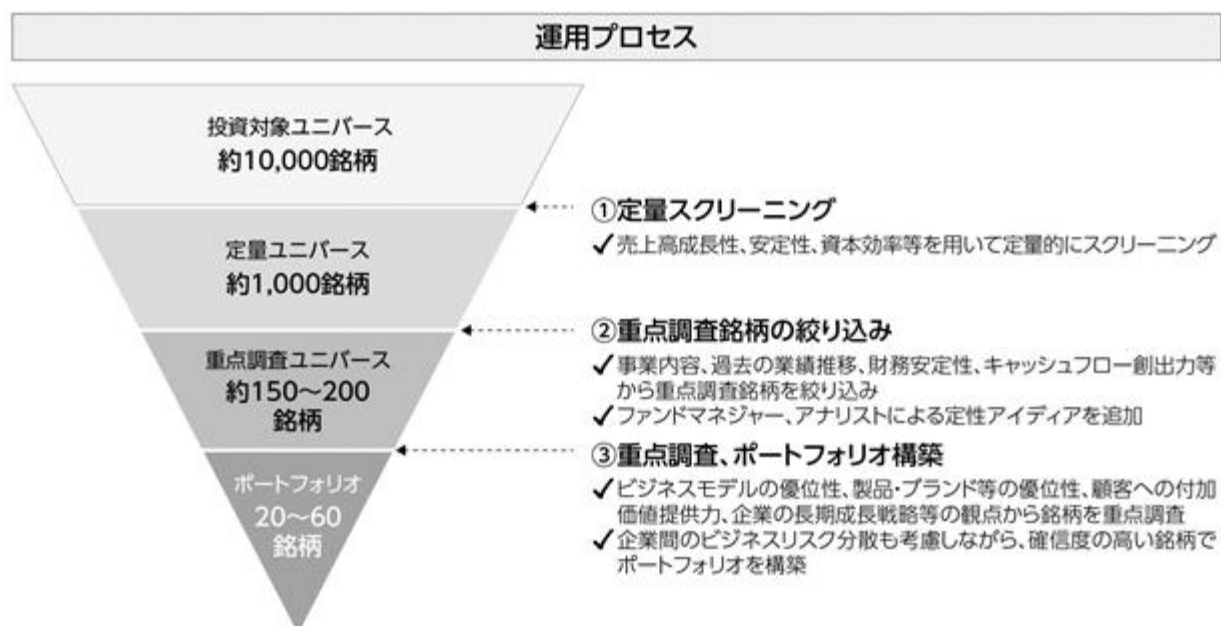 運用プロセス
投資対象ユニバース
約10,000銘柄
①定量スクリーニング
✓売上高成長性、安定性、資本効率等を用いて定量的にスクリーニング
定量ユニバース
約1,000銘柄
②重点調査銘柄の絞り込み
✓事業内容、過去の業績推移、財務安定性、キャッシュフロー創出力等
から重点調査銘柄を絞り込み
✓ファンドマネジャー、アナリストによる定性アイディアを追加
重点調査ユニバース
約150～200
銘柄
③重点調査、ポートフォリオ構築
✓ビジネスモデルの優位性、製品・ブランド等の優位性、顧客への付加
価値提供力、企業の長期成長戦略等の観点から銘柄を重点調査
✓企業間のビジネスリスク分散も考慮しながら、確信度の高い銘柄で
ポートフォリオを構築
ポートフォリオ
20～60
銘柄